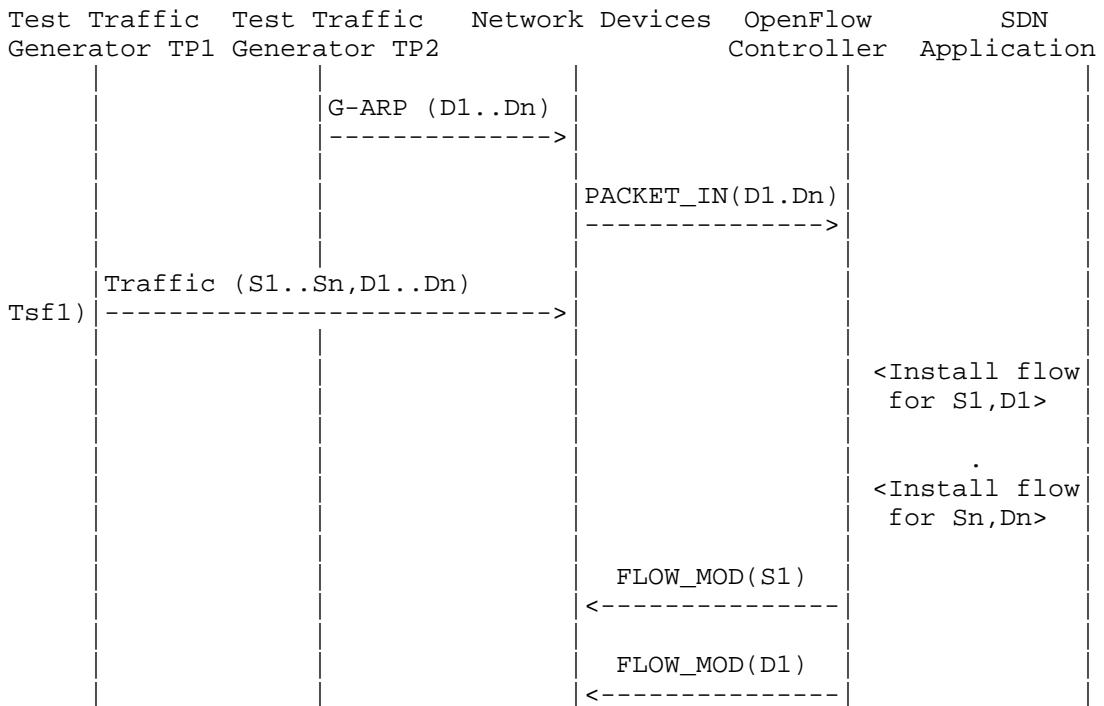 Test Traffic  Test Traffic   Network Devices  OpenFlow        SDN
Generator TP1 Generator TP2                  Controller  Application
G-ARP (D1..Dn)
-------------->
PACKET_IN(D1.Dn)
--------------->
Traffic (S1..Sn,D1..Dn)
Tsf1)|---------------------------->
<Install flow
for S1,D1>
.
<Install flow
for Sn,Dn>
FLOW_MOD(S1)
<---------------
FLOW_MOD(D1)
<---------------